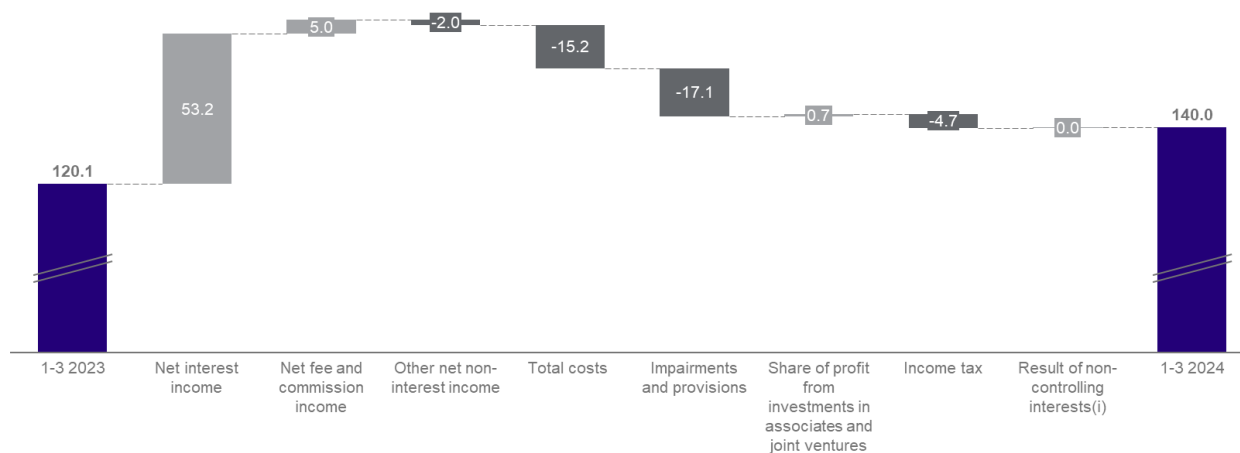 5.0
-2.0
-15.2
53.2
-17.1
0.7
-4.7
0.0
140.0
120.1
1-3 2023
Net interest
income
Net fee and
commission
income
Other net non-
interest income
Total costs
Impairments
and provisions
Share of profit
from
investments in
associates and
joint ventures
Income tax
Result of non-
controlling
interests(i)
1-3 2024